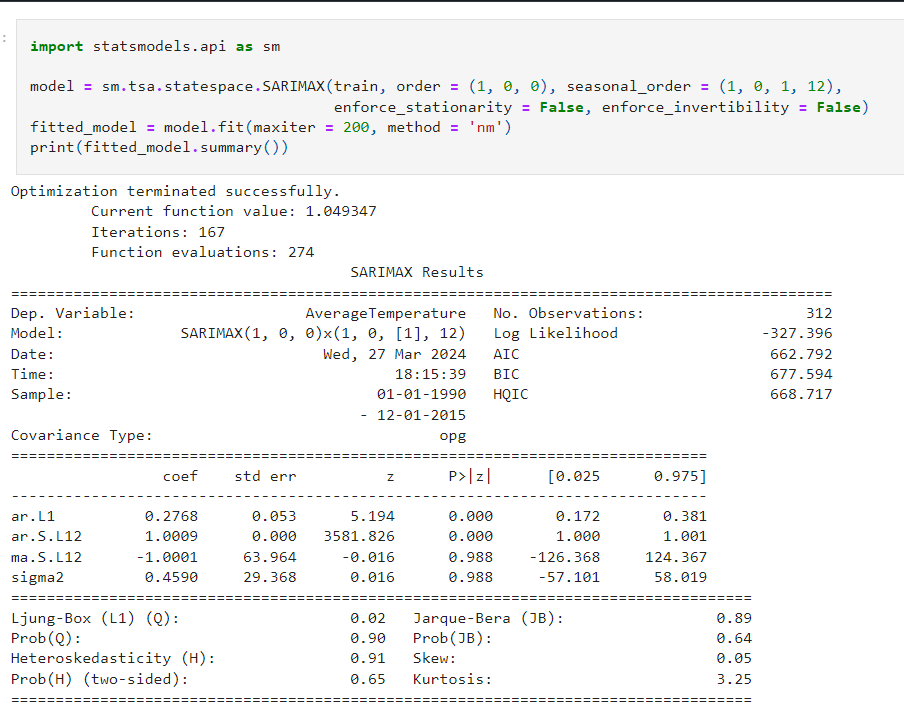 :
import statsmodels.api as sm
model = sm.tsa.statespace.SARIMAX(train, order = (1, 0, 0), seasonal_order = (1, 0, 1, 12),
enforce_stationarity = False, enforce_invertibility = False)
fitted_model = model.fit(maxiter = 200, method = 'nm')
print(fitted_model.summary())
Optimization terminated successfully.
Current function value: 1.049347
Iterations: 167
Function evaluations: 274
SARIMAX Results
==============================================================================================
Dep. Variable: AverageTemperature No. Observations: 312
Model: SARIMAX(1, 0, 0)x(1, 0, [1], 12) Log Likelihood -327.396
Date: Wed, 27 Mar 2024 AIC 662.792
Time: 18:15:39 BIC 677.594
Sample: 01-01-1990 HQIC 668.717
- 12-01-2015
Covariance Type: opg
==============================================================================
coef std err z P>|z| [0.025 0.975]
------------------------------------------------------------------------------
ar.L1 0.2768 0.053 5.194 0.000 0.172 0.381
ar.S.L12 1.0009 0.000 3581.826 0.000 1.000 1.001
ma.S.L12 -1.0001 63.964 -0.016 0.988 -126.368 124.367
sigma2 0.4590 29.368 0.016 0.988 -57.101 58.019
===================================================================================
Ljung-Box (L1) (Q): 0.02 Jarque-Bera (JB): 0.89
Prob(Q): 0.90 Prob(JB): 0.64
Heteroskedasticity (H): 0.91 Skew: 0.05
Prob(H) (two-sided): 0.65 Kurtosis: 3.25
===================================================================================